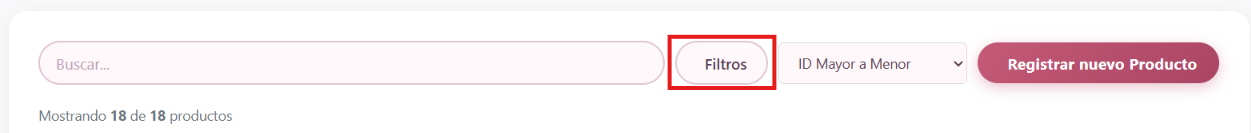 Buscar...
Filtros
ID Mayor a Menor
Registrar nuevo Producto
Mostrando 18 de 18 productos